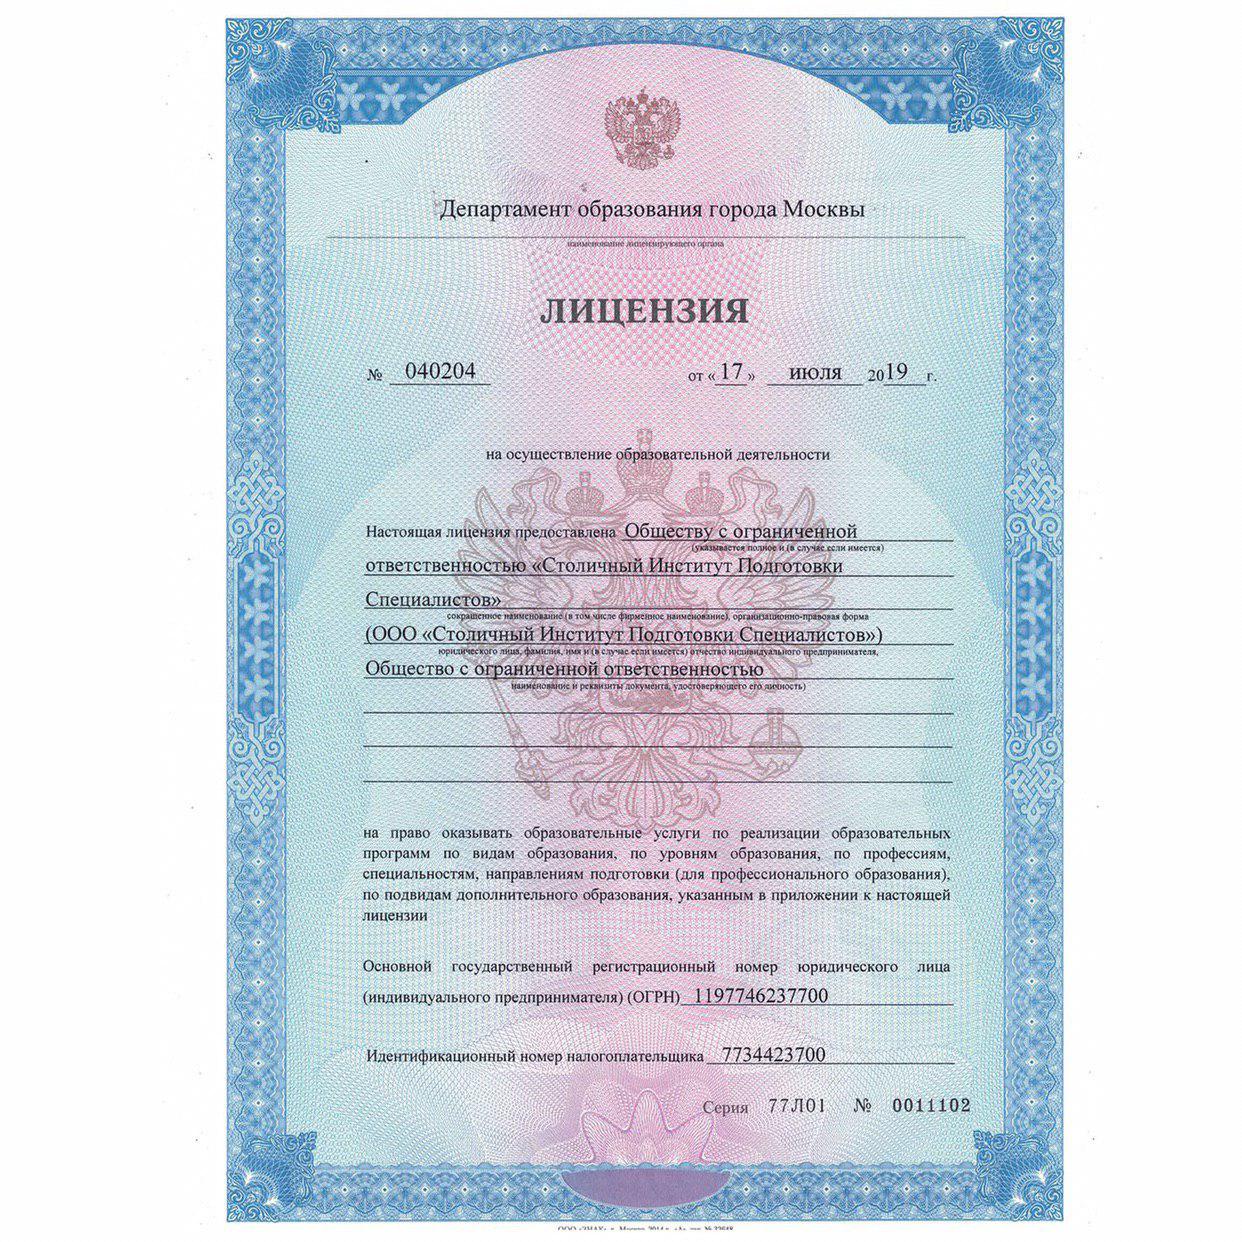 Департамент образования города Москвы
наименование лицензирующего органа
ЛИЦЕНЗИЯ
№ 040204 от «17» июля 2019 г.
на осуществление образовательной деятельности
Настоящая лицензия предоставлена Обществу с ограниченной
(указывается полное и (в случае если имеется)
ответственностью «Столичный Институт Подготовки
Специалистов»
сокращенное наименование (в том числе фирменное наименование), организационно-правовая форма
(ООО «Столичный Институт Подготовки Специалистов»)
юридического лица, фамилия, имя и (в случае если имеется) отчество индивидуального предпринимателя,
Общество с ограниченной ответственностью
наименование и реквизиты документа, удостоверяющего его личность)
на право оказывать образовательные услуги по реализации образовательных
программ по видам образования, по уровням образования, по профессиям,
специальностям, направлениям подготовки (для профессионального образования),
по подвидам дополнительного образования, указанным в приложении к настоящей
лицензии
Основной государственный регистрационный номер юридического лица
(индивидуального предпринимателя) (ОГРН) 1197746237700
Идентификационный номер налогоплательщика 7734423700
Серия 77Л01 № 0011102